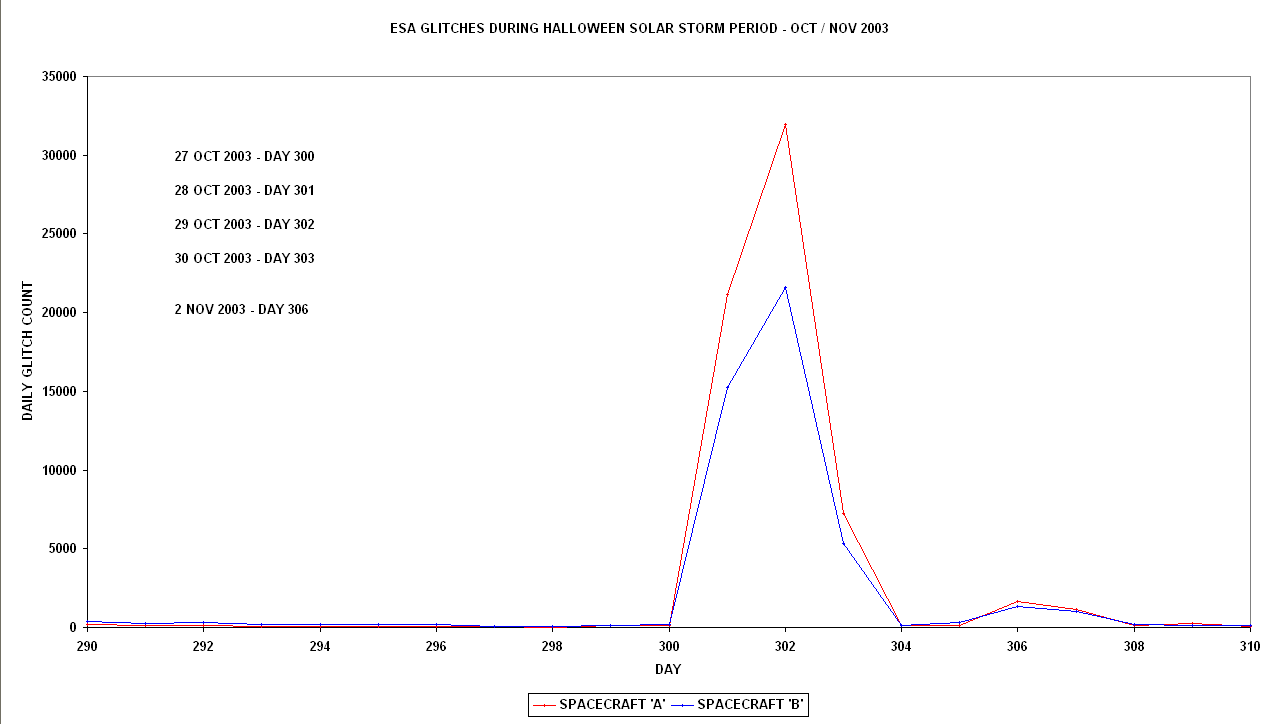 ESA GLITCHES DURING HALLOWEEN SOLAR STORM PERIOD - OCT / NOV 2003
35000
30000
25000
20000
15000
10000
5000
0
DAILY GLITCH COUNT
27 OCT 2003 - DAY 300
28 OCT 2003 - DAY 301
29 OCT 2003 - DAY 302
30 OCT 2003 - DAY 303
2 NOV 2003 - DAY 306
290 292 294 296 298 300 302 304 306 308 310
DAY
SPACECRAFT 'A' SPACECRAFT 'B'